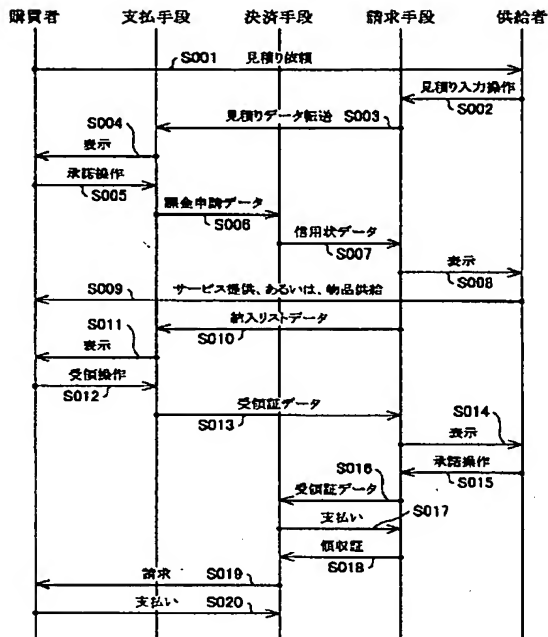 購買者 支払手段 決済手段 請求手段 供給者
S001 見積り依頼
見積り入力操作
S002
見積りデータ転送 S003
S004
表示
承諾操作
S005
課金申請データ
S006
信用状データ
S007
表示
S008
S009 サービス提供、あるいは、物品供給
S011 納入リストデータ
表示 S010
受領操作
S012
受領証データ
S013
S014
表示
承諾操作
S016 S015
受領証データ
支払い S017
領収証
S018
請求 S019
支払い S020